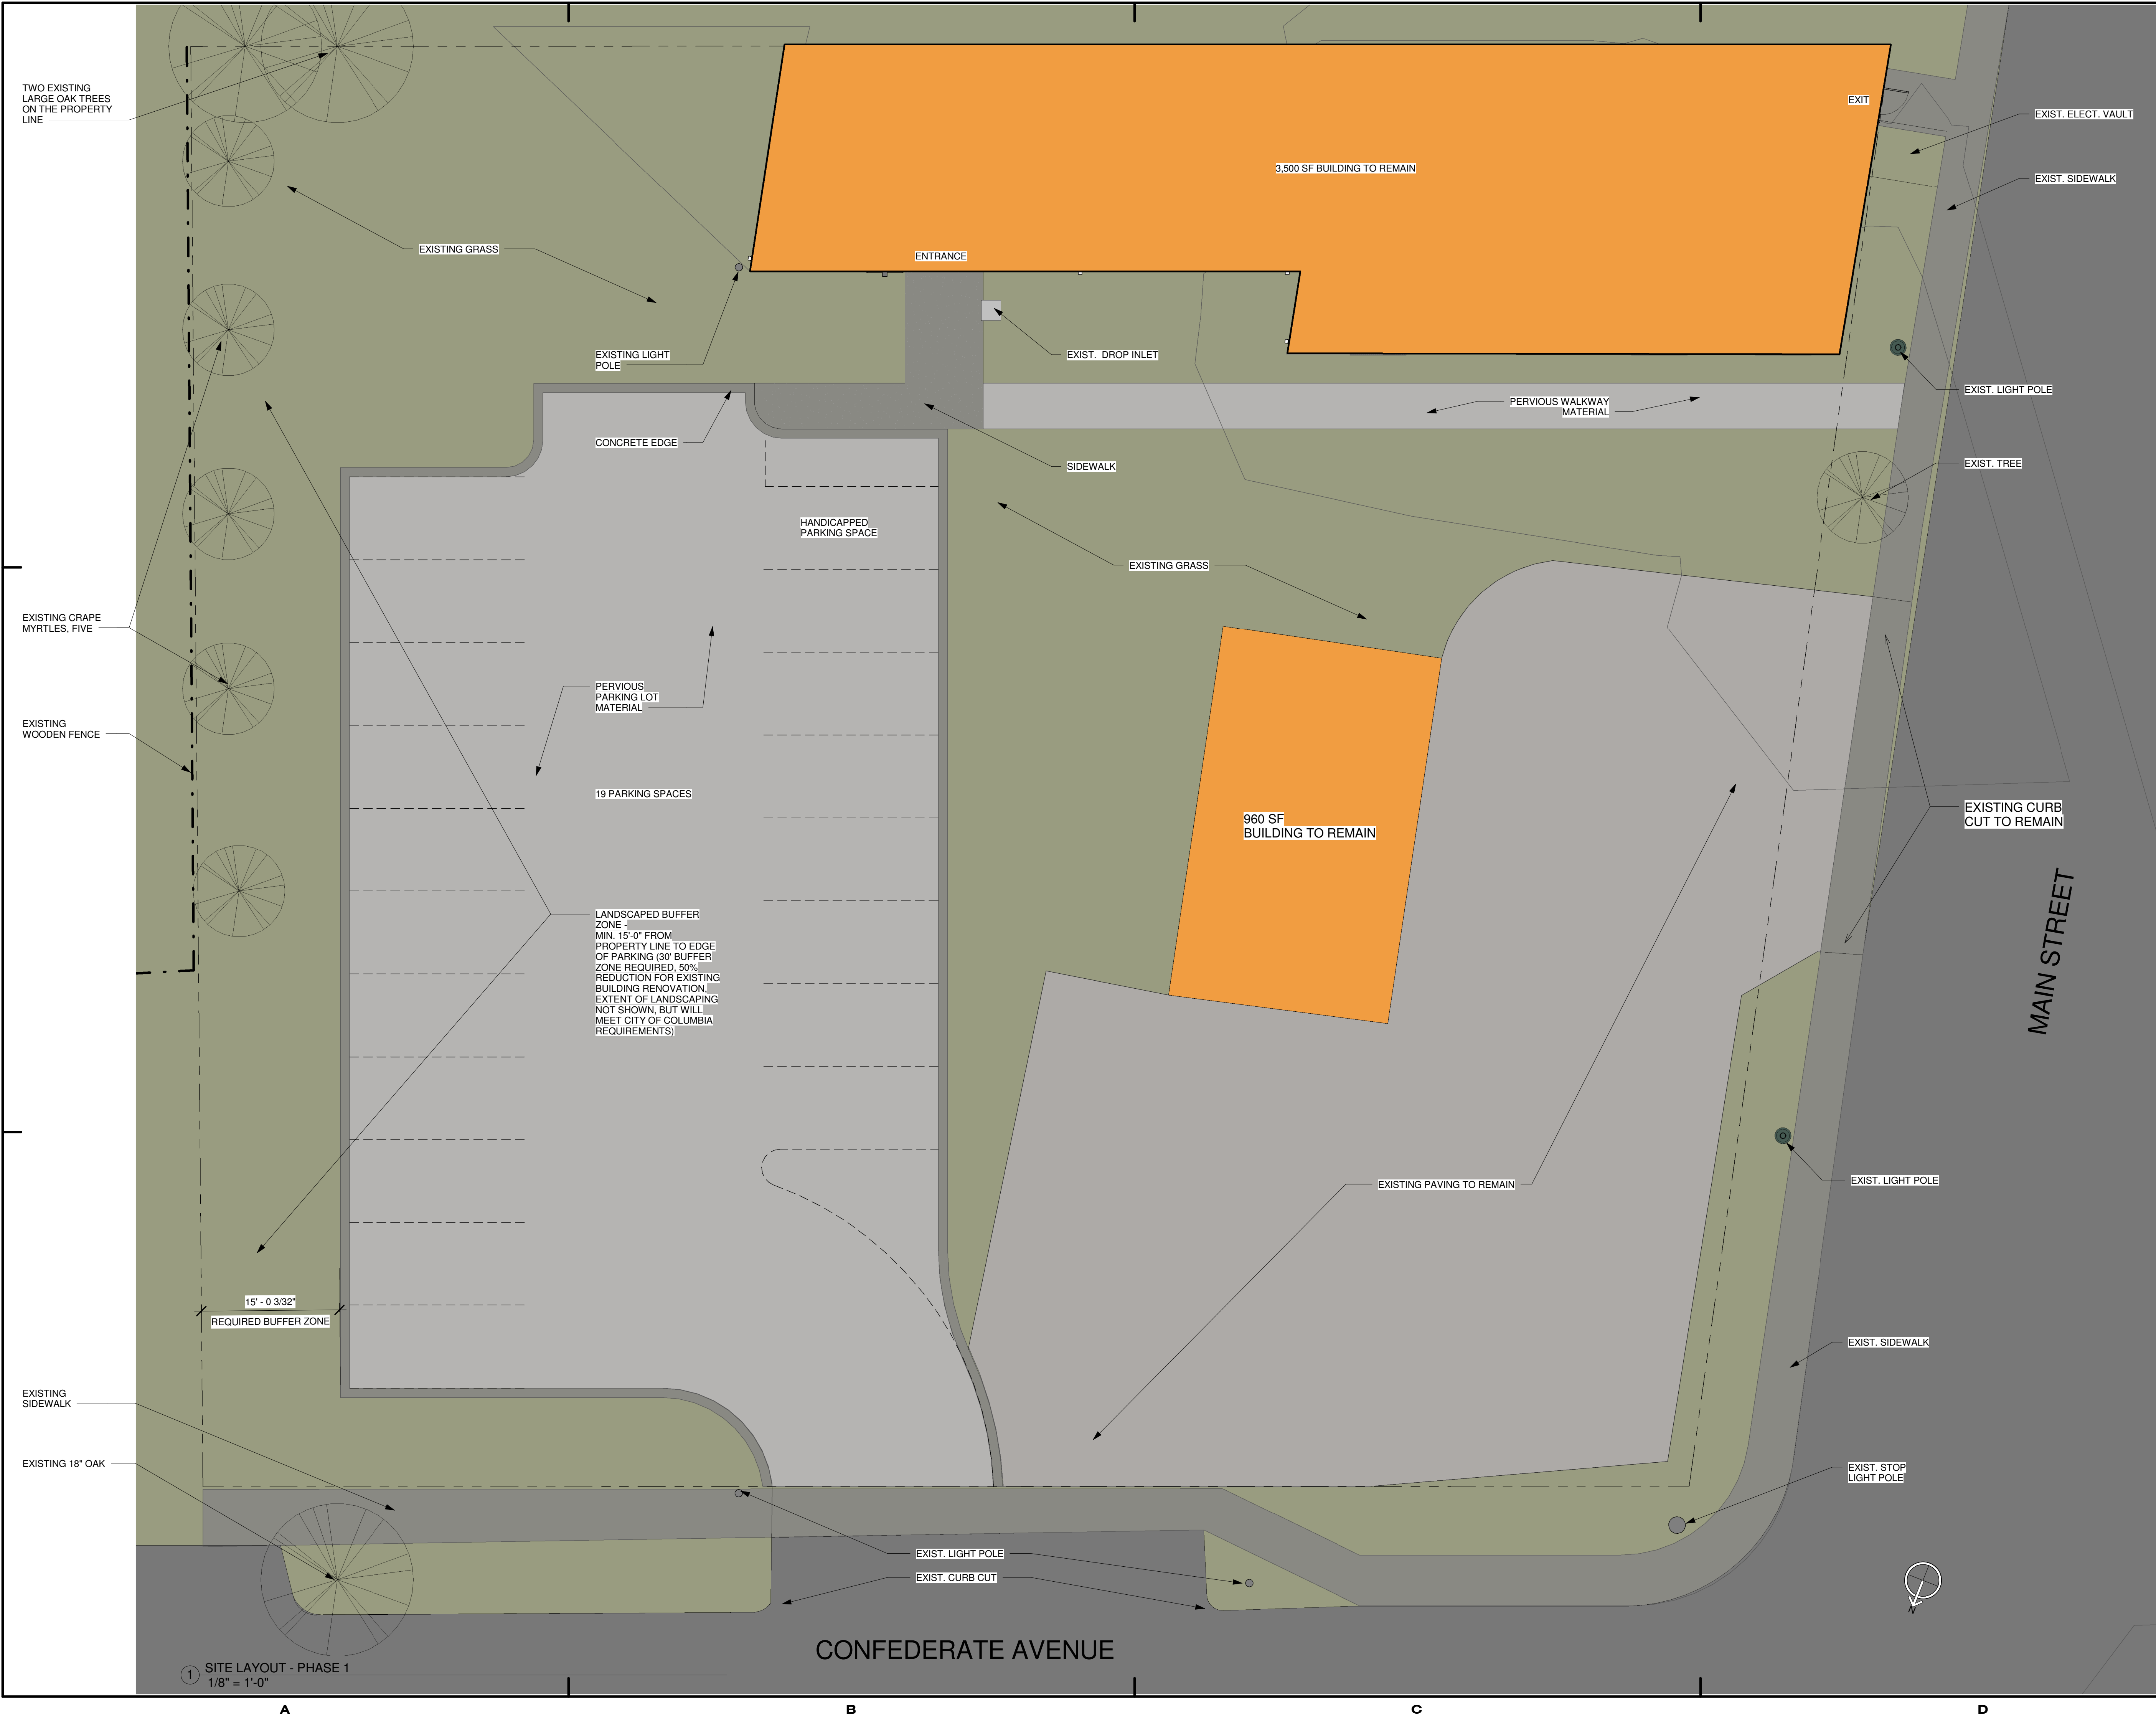 TWO EXISTING
LARGE OAK TREES
ON THE PROPERTY
LINE
EXIT
EXIST. ELECT. VAULT
3,500 SF BUILDING TO REMAIN
EXIST. SIDEWALK
EXISTING GRASS
ENTRANCE
EXISTING LIGHT
POLE
EXIST. DROP INLET
EXIST. LIGHT POLE
PERVIOUS WALKWAY
MATERIAL
CONCRETE EDGE
SIDEWALK
EXIST. TREE
HANDICAPPED
PARKING SPACE
EXISTING GRASS
EXISTING CRAPE
MYRTLES, FIVE
PERVIOUS
PARKING LOT
MATERIAL
EXISTING
WOODEN FENCE
19 PARKING SPACES
960 SF
BUILDING TO REMAIN
EXISTING CURB
CUT TO REMAIN
MAIN STREET
LANDSCAPED BUFFER
ZONE -
MIN. 15'-0" FROM
PROPERTY LINE TO EDGE
OF PARKING (30' BUFFER
ZONE REQUIRED, 50%
REDUCTION FOR EXISTING
BUILDING RENOVATION,
EXTENT OF LANDSCAPING
NOT SHOWN, BUT WILL
MEET CITY OF COLUMBIA
REQUIREMENTS)
EXISTING PAVING TO REMAIN
EXIST. LIGHT POLE
15' - 0 3/32"
REQUIRED BUFFER ZONE
EXIST. SIDEWALK
EXISTING
SIDEWALK
EXISTING 18" OAK
EXIST. STOP
LIGHT POLE
EXIST. LIGHT POLE
EXIST. CURB CUT
N
CONFEDERATE AVENUE
1 SITE LAYOUT - PHASE 1
1/8" = 1'-0"
A B C D